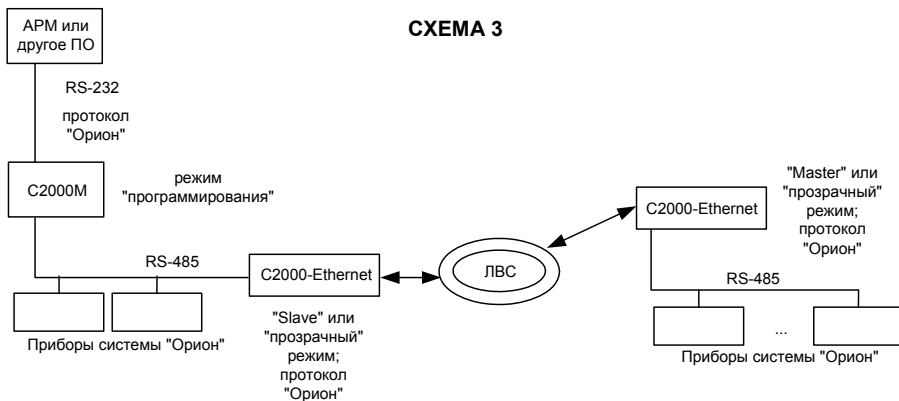 СХЕМА 3
АРМ или
другое ПО
RS-232
протокол
"Орион"
С2000М
режим
"программирования"
RS-485
С2000-Ethernet
"Slave" или
"прозрачный"
режим;
протокол
"Орион"
Приборы системы "Орион"
ЛВС
С2000-Ethernet
"Master" или
"прозрачный"
режим;
протокол
"Орион"
RS-485
...
Приборы системы "Орион"